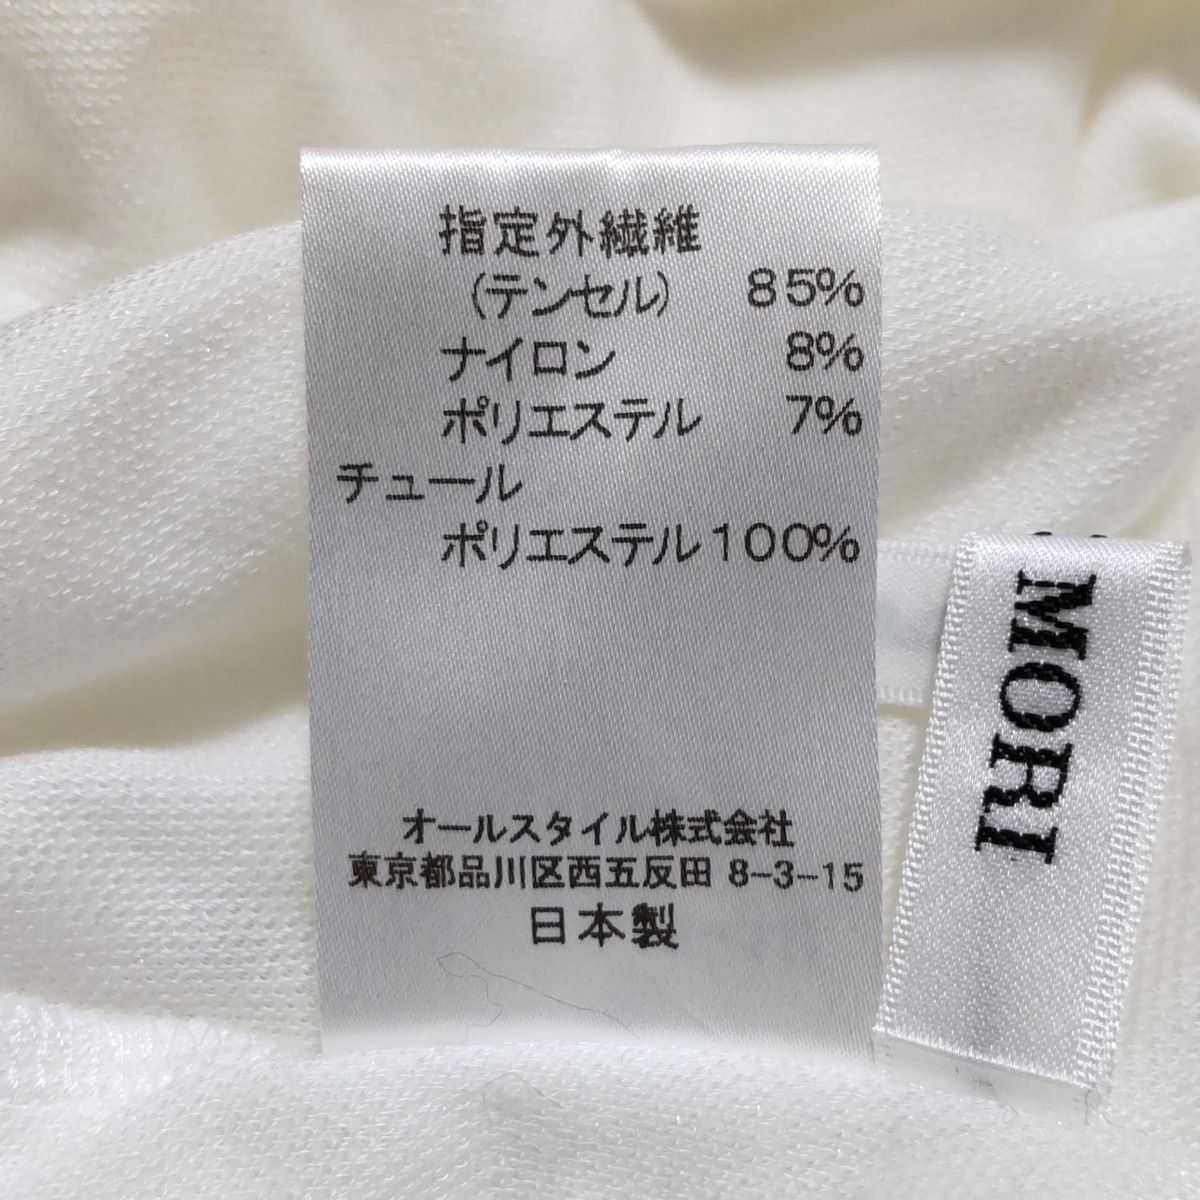 指定外繊維
(テンセル) 85%
ナイロン 8%
ポリエステル 7%
チュール
ポリエステル100%
オールスタイル株式会社
東京都品川区西五反田 8-3-15
日本製
MORI